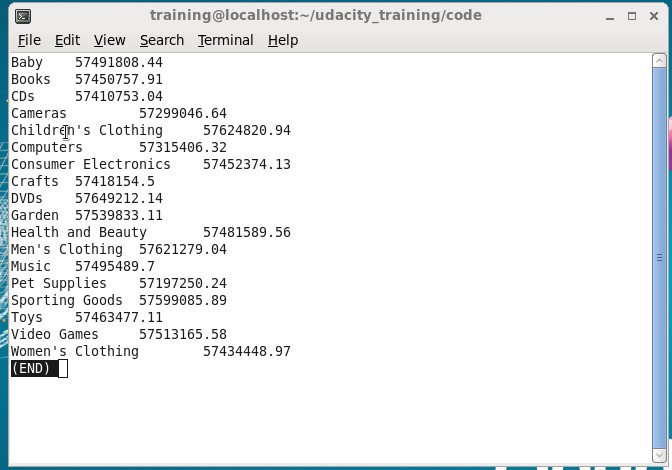 training@localhost:~/udacity_training/code
File Edit View Search Terminal Help
Baby 57491808.44
Books 57450757.91
CDs 57410753.04
Cameras 57299046.64
Children's Clothing 57624820.94
Computers 57315406.32
Consumer Electronics 57452374.13
Crafts 57418154.5
DVDs 57649212.14
Garden 57539833.11
Health and Beauty 57481589.56
Men's Clothing 57621279.04
Music 57495489.7
Pet Supplies 57197250.24
Sporting Goods 57599085.89
Toys 57463477.11
Video Games 57513165.58
Women's Clothing 57434448.97
(END)